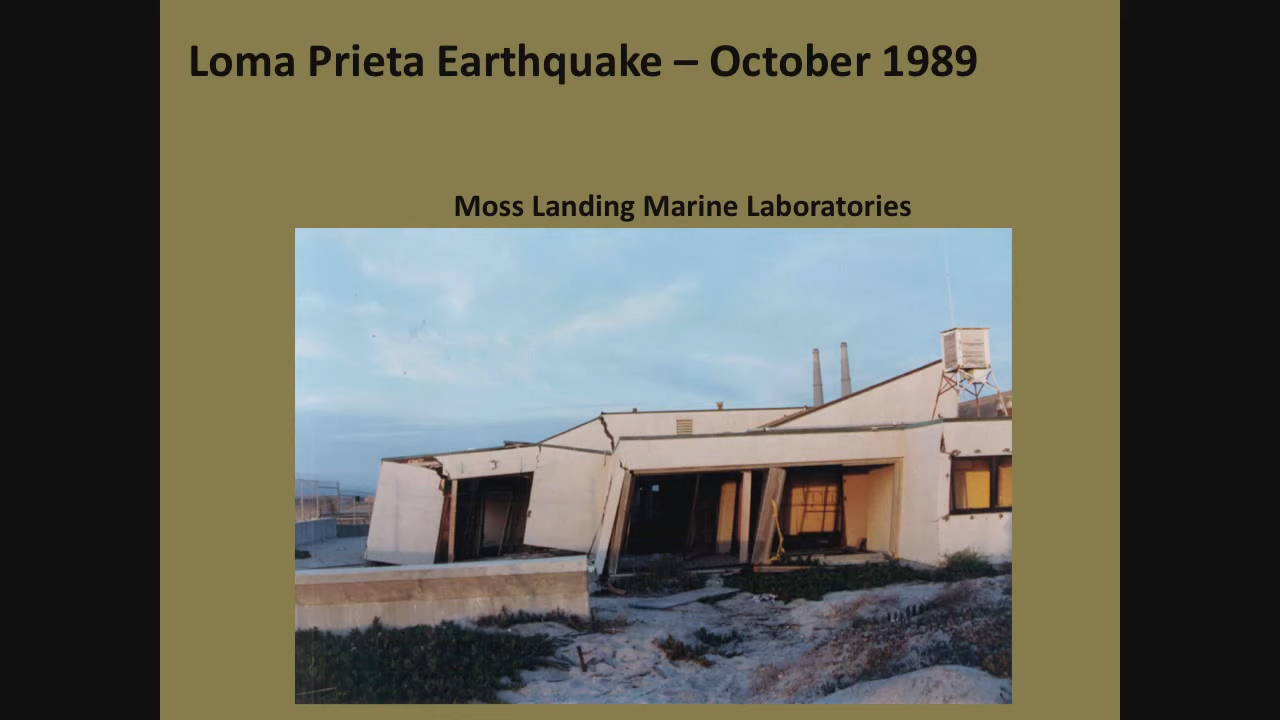 Loma Prieta Earthquake – October 1989
Moss Landing Marine Laboratories